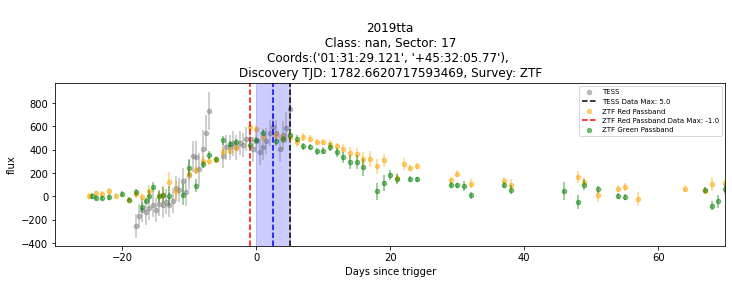 2019tta
Class: nan, Sector: 17
Coords:('01:31:29.121', '+45:32:05.77'),
Discovery TJD: 1782.6620717593469, Survey: ZTF
TESS
TESS Data Max: 5.0
ZTF Red Passband
ZTF Red Passband Data Max: -1.0
ZTF Green Passband
flux
800
600
400
200
0
−200
−400
−20
0
20
40
60
Days since trigger